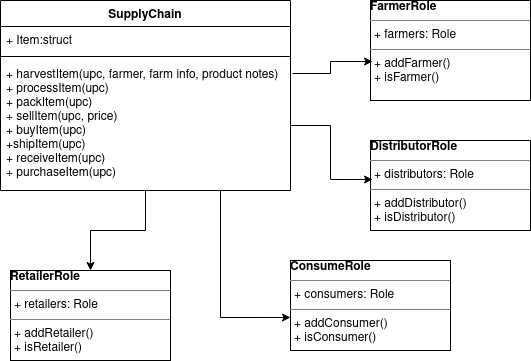 SupplyChain
+ Item:struct
+ harvestItem(upc, farmer, farm info, product notes)
+ processItem(upc)
+ packItem(upc)
+ sellItem(upc, price)
+ buyItem(upc)
+shipItem(upc)
+ receiveItem(upc)
+ purchaseItem(upc)
FarmerRole
+ farmers: Role
+ addFarmer()
+ isFarmer()
DistributorRole
+ distributors: Role
+ addDistributor()
+ isDistributor()
RetailerRole
+ retailers: Role
+ addRetailer()
+ isRetailer()
ConsumeRole
+ consumers: Role
+ addConsumer()
+ isConsumer()